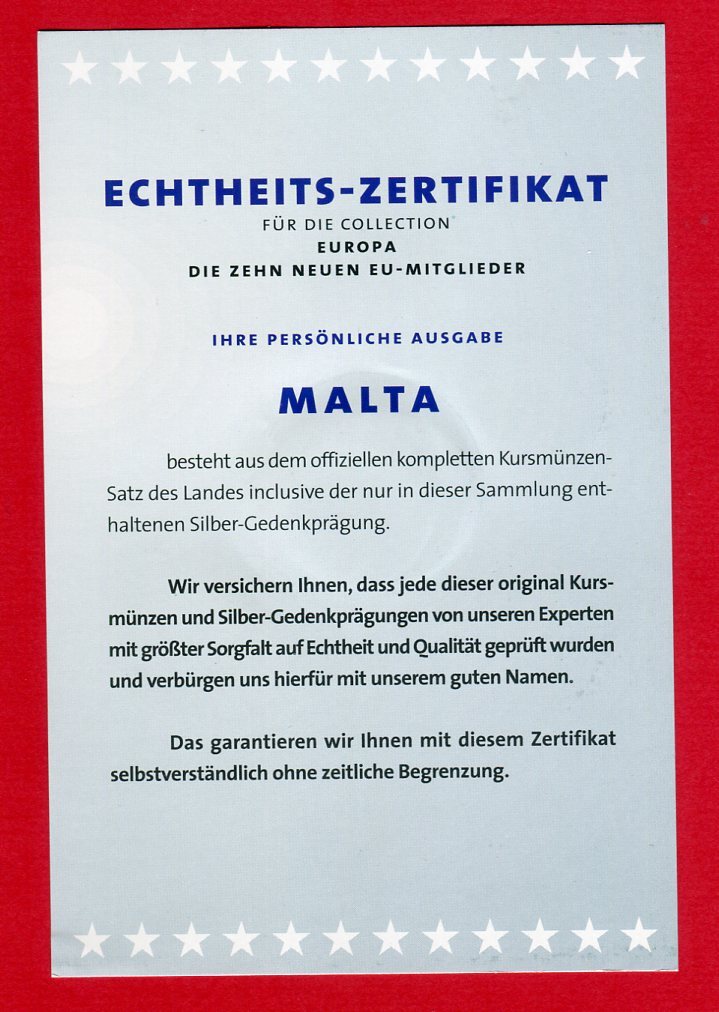 ECHTHEITS-ZERTIFIKAT
FÜR DIE COLLECTION
EUROPA
DIE ZEHN NEUEN EU-MITGLIEDER
IHRE PERSÖNLICHE AUSGABE
MALTA
besteht aus dem offiziellen kompletten Kursmünzen-
Satz des Landes inclusive der nur in dieser Sammlung ent-
haltenen Silber-Gedenkprägung.
Wir versichern Ihnen, dass jede dieser original Kurs-
münzen und Silber-Gedenkprägungen von unseren Experten
mit größter Sorgfalt auf Echtheit und Qualität geprüft wurden
und verbürgen uns hierfür mit unserem guten Namen.
Das garantieren wir Ihnen mit diesem Zertifikat
selbstverständlich ohne zeitliche Begrenzung.